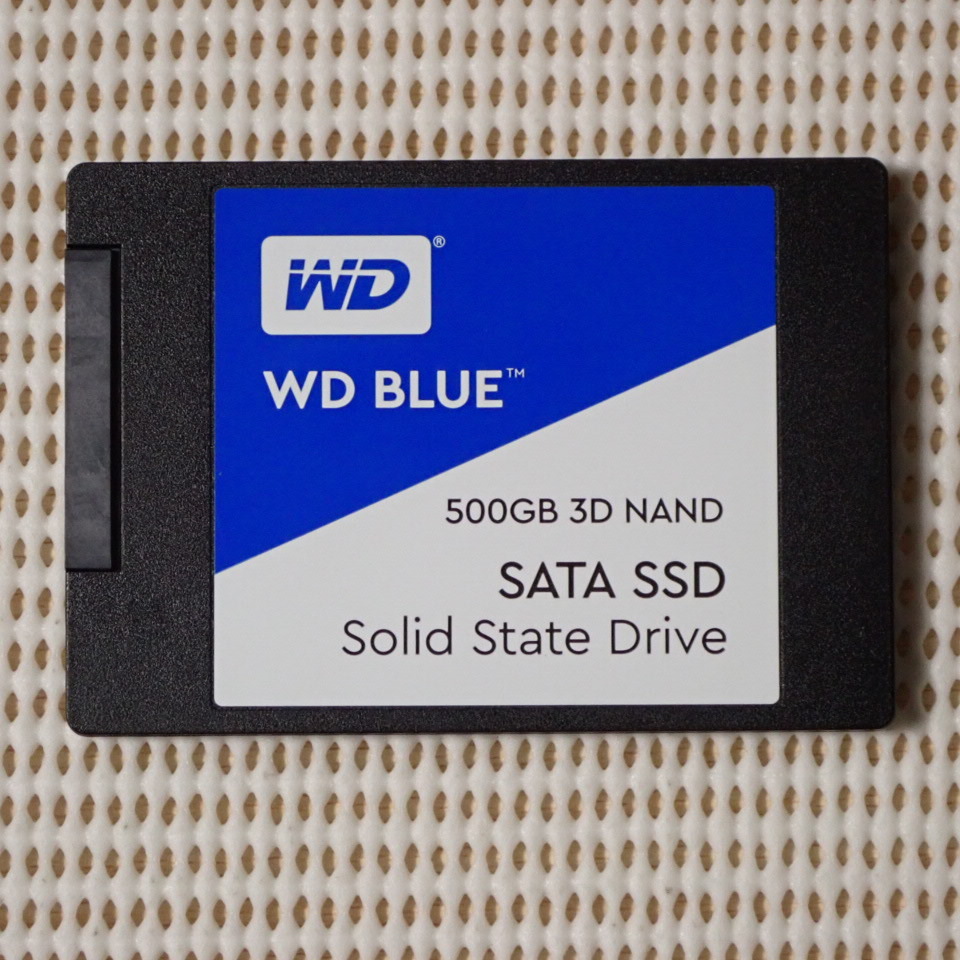 WD®
WD BLUE™
500GB 3D NAND
SATA SSD
Solid State Drive